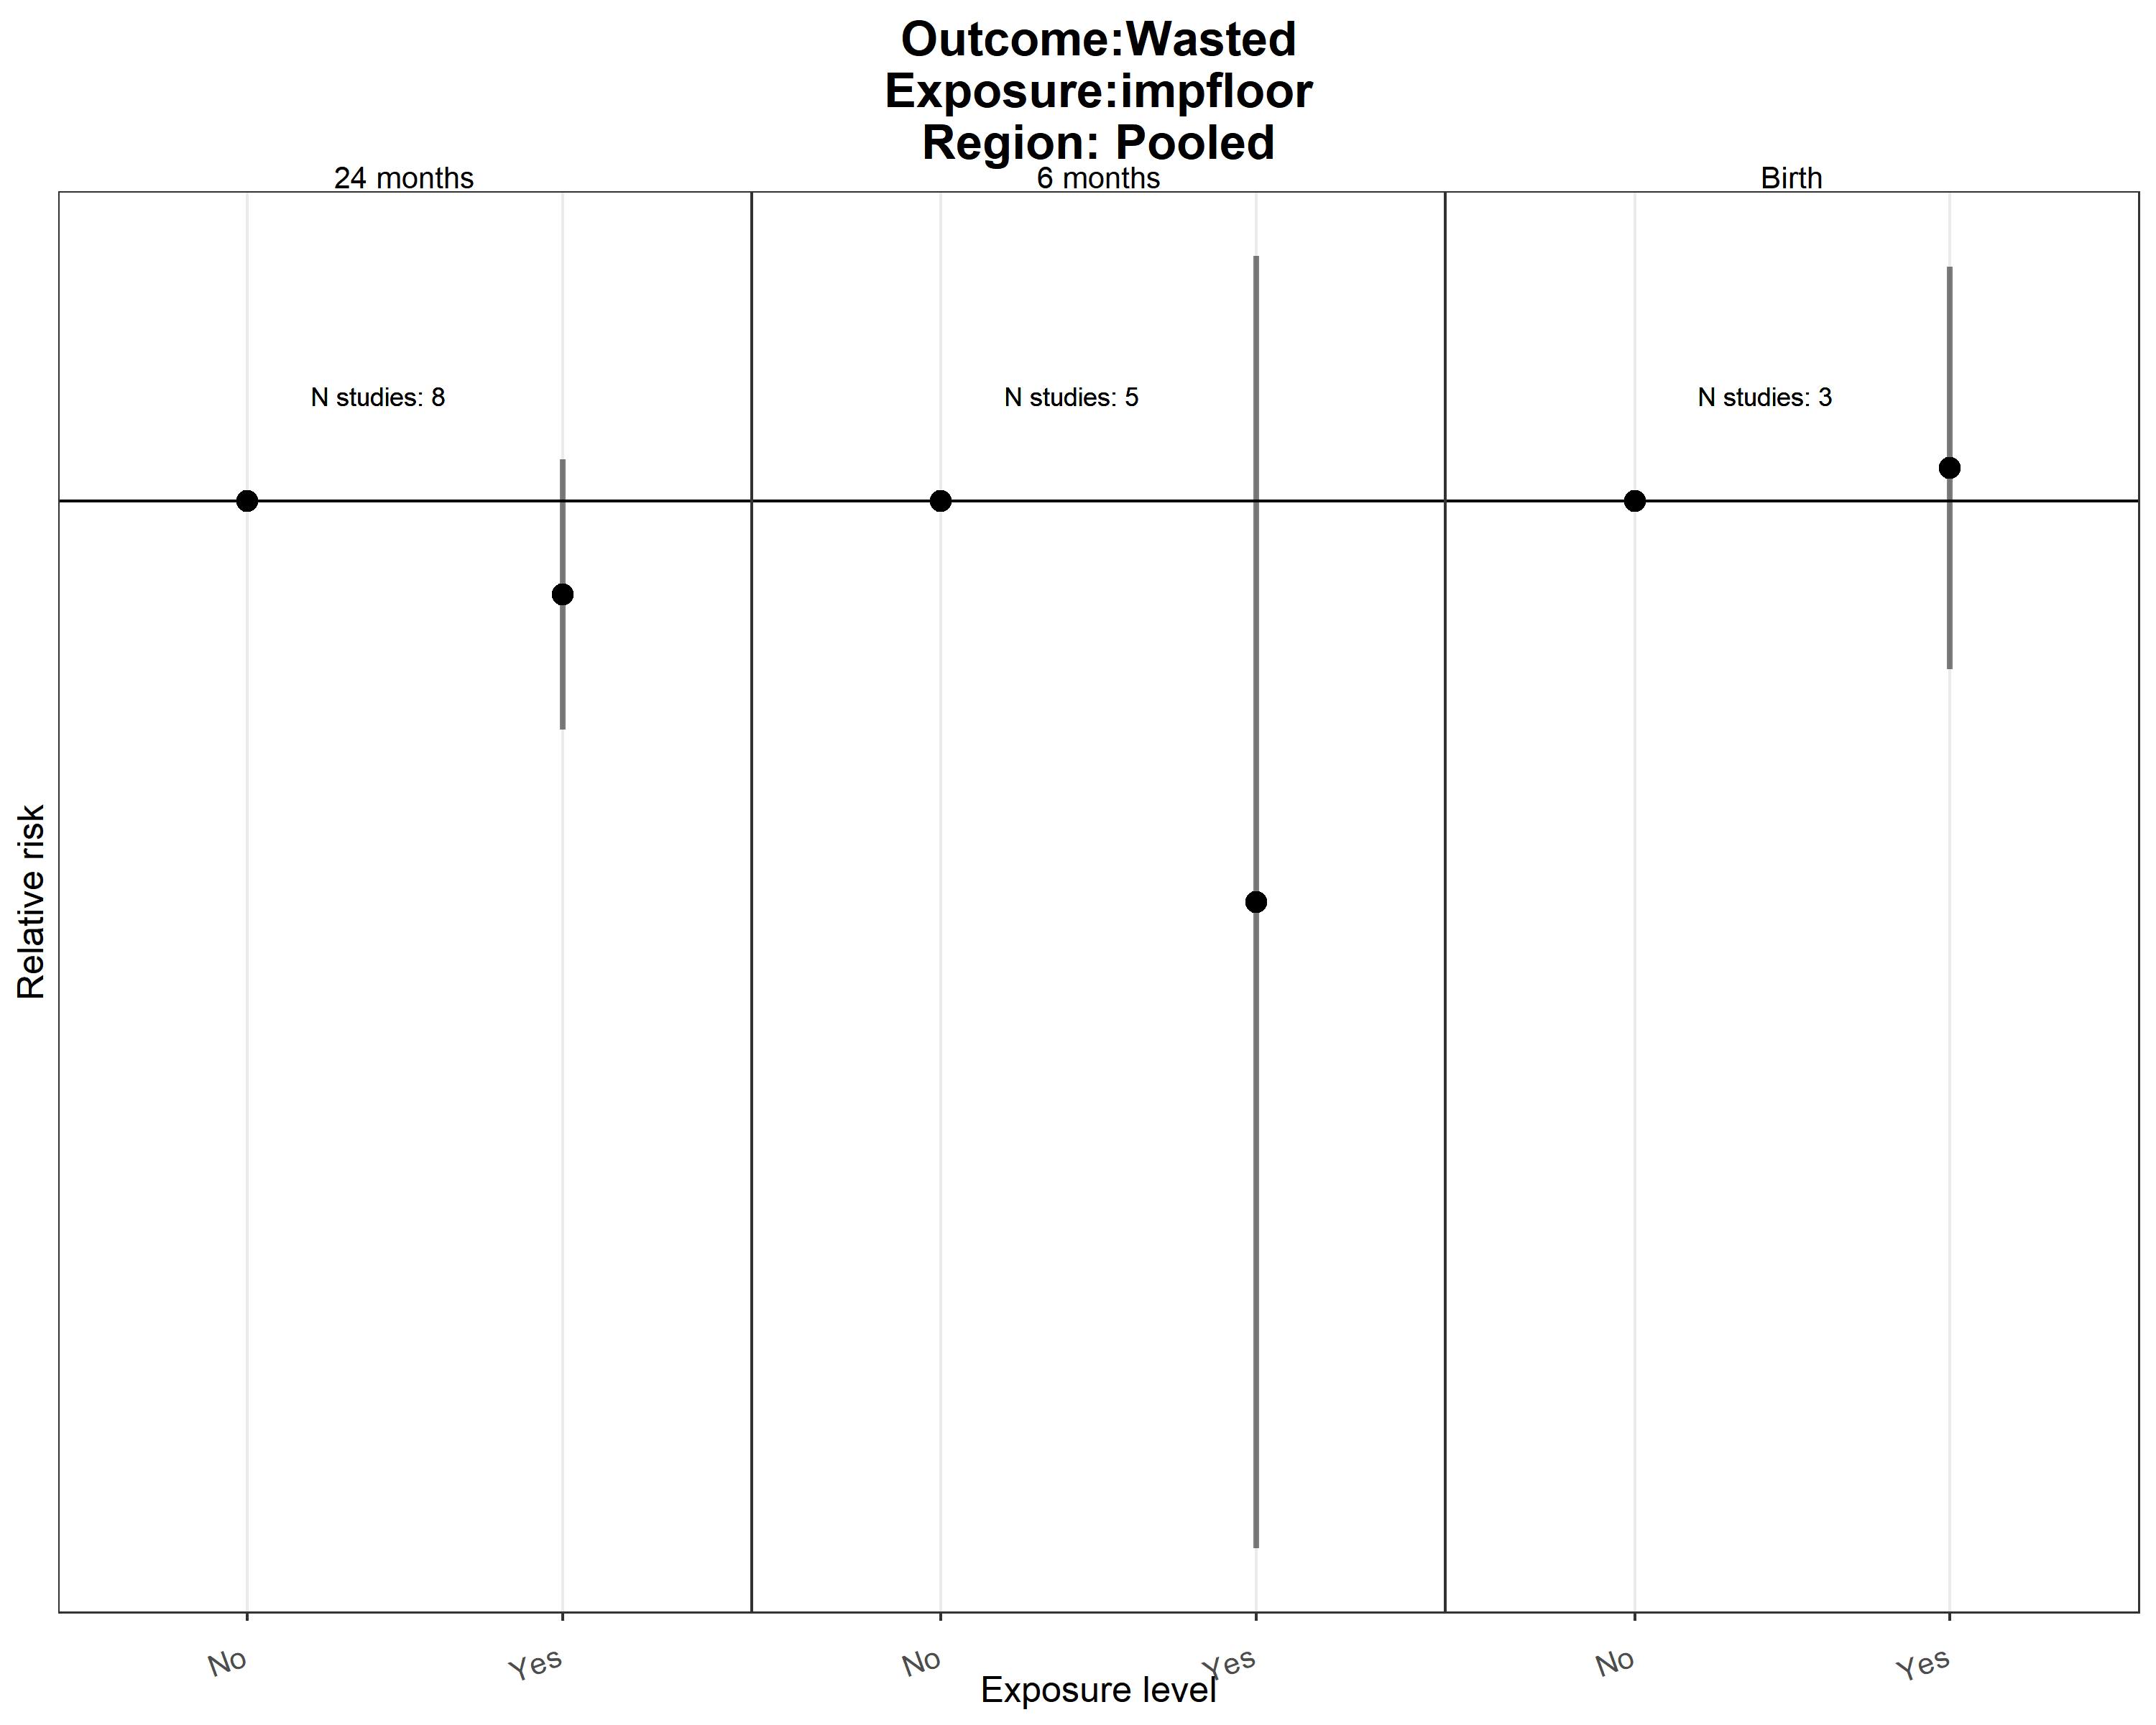 Outcome:Wasted
Exposure:impfloor
Region: Pooled
24 months
6 months
Birth
N studies: 8
N studies: 5
N studies: 3
Relative risk
No
Yes
No
Yes
No
Yes
Exposure level